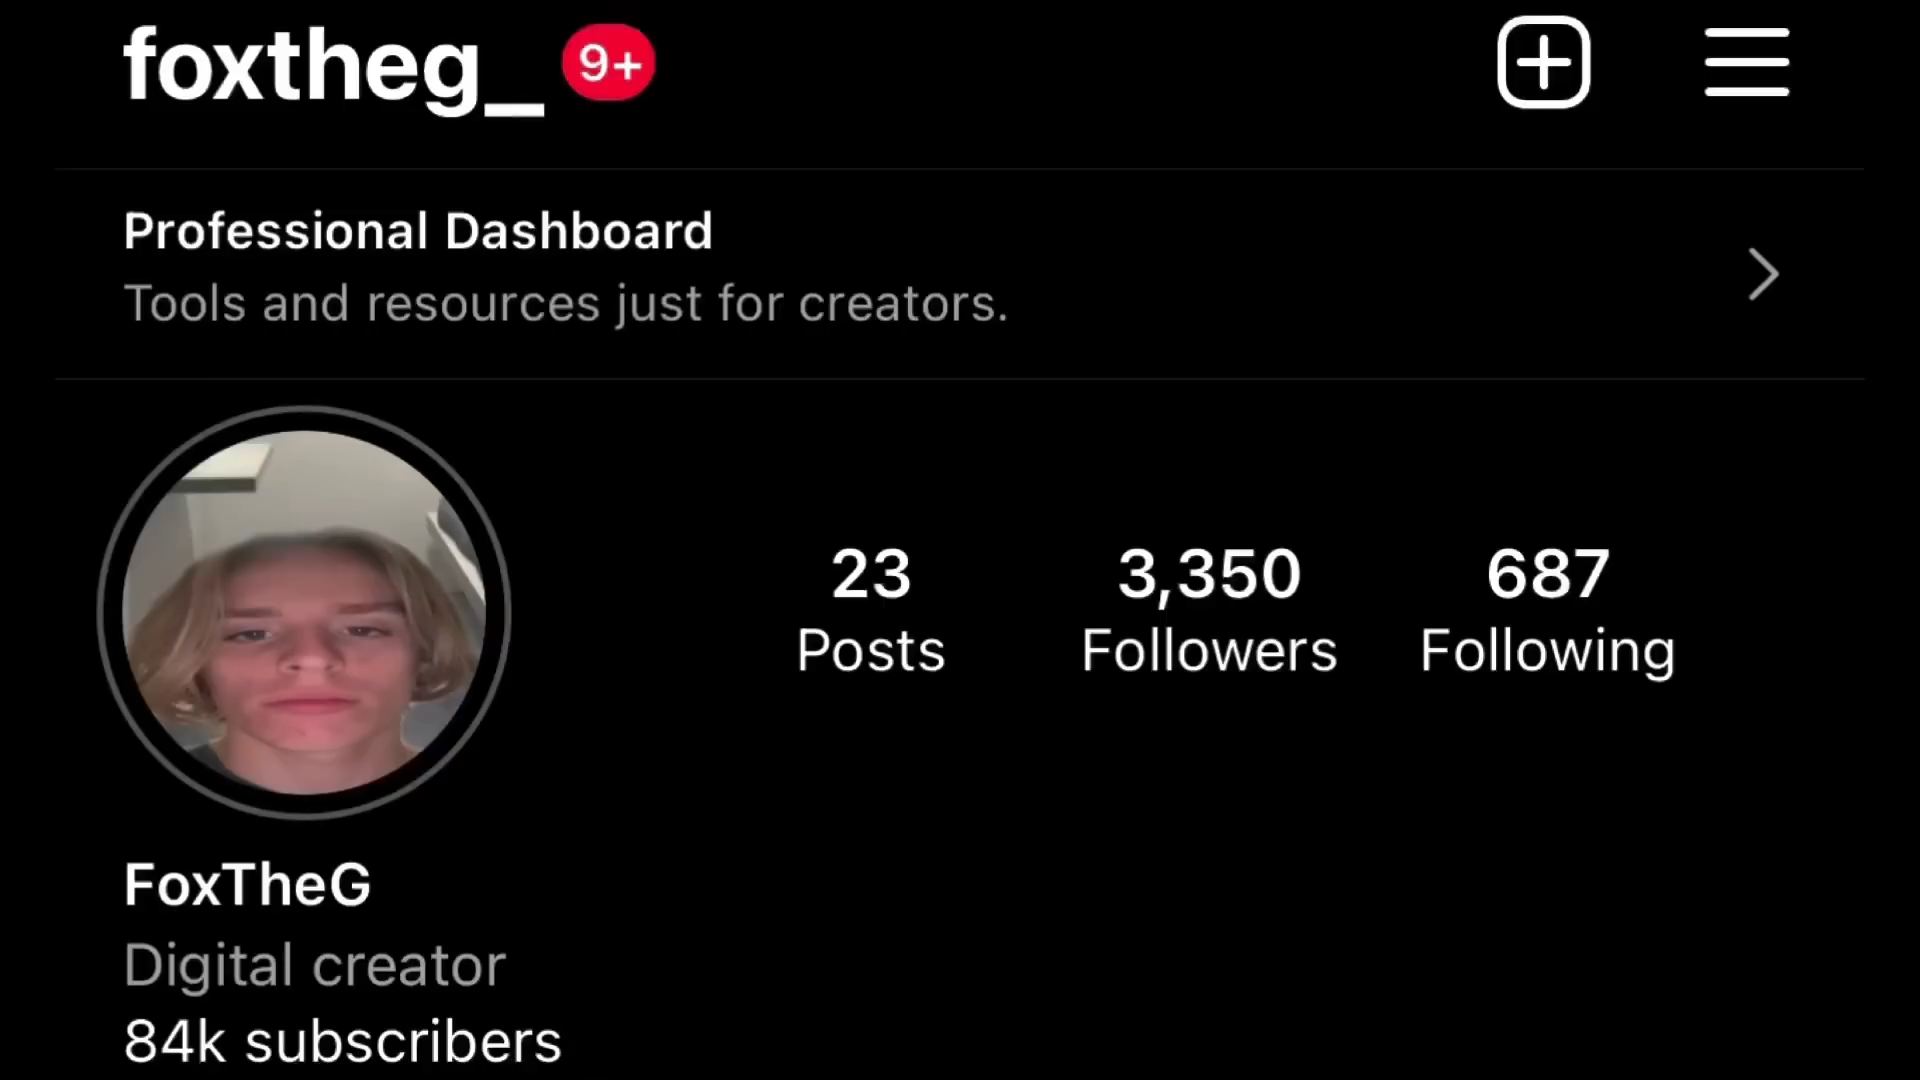 foxtheg_ 9+
Professional Dashboard
Tools and resources just for creators.
23 3,350 687
Posts Followers Following
FoxTheG
Digital creator
84k subscribers